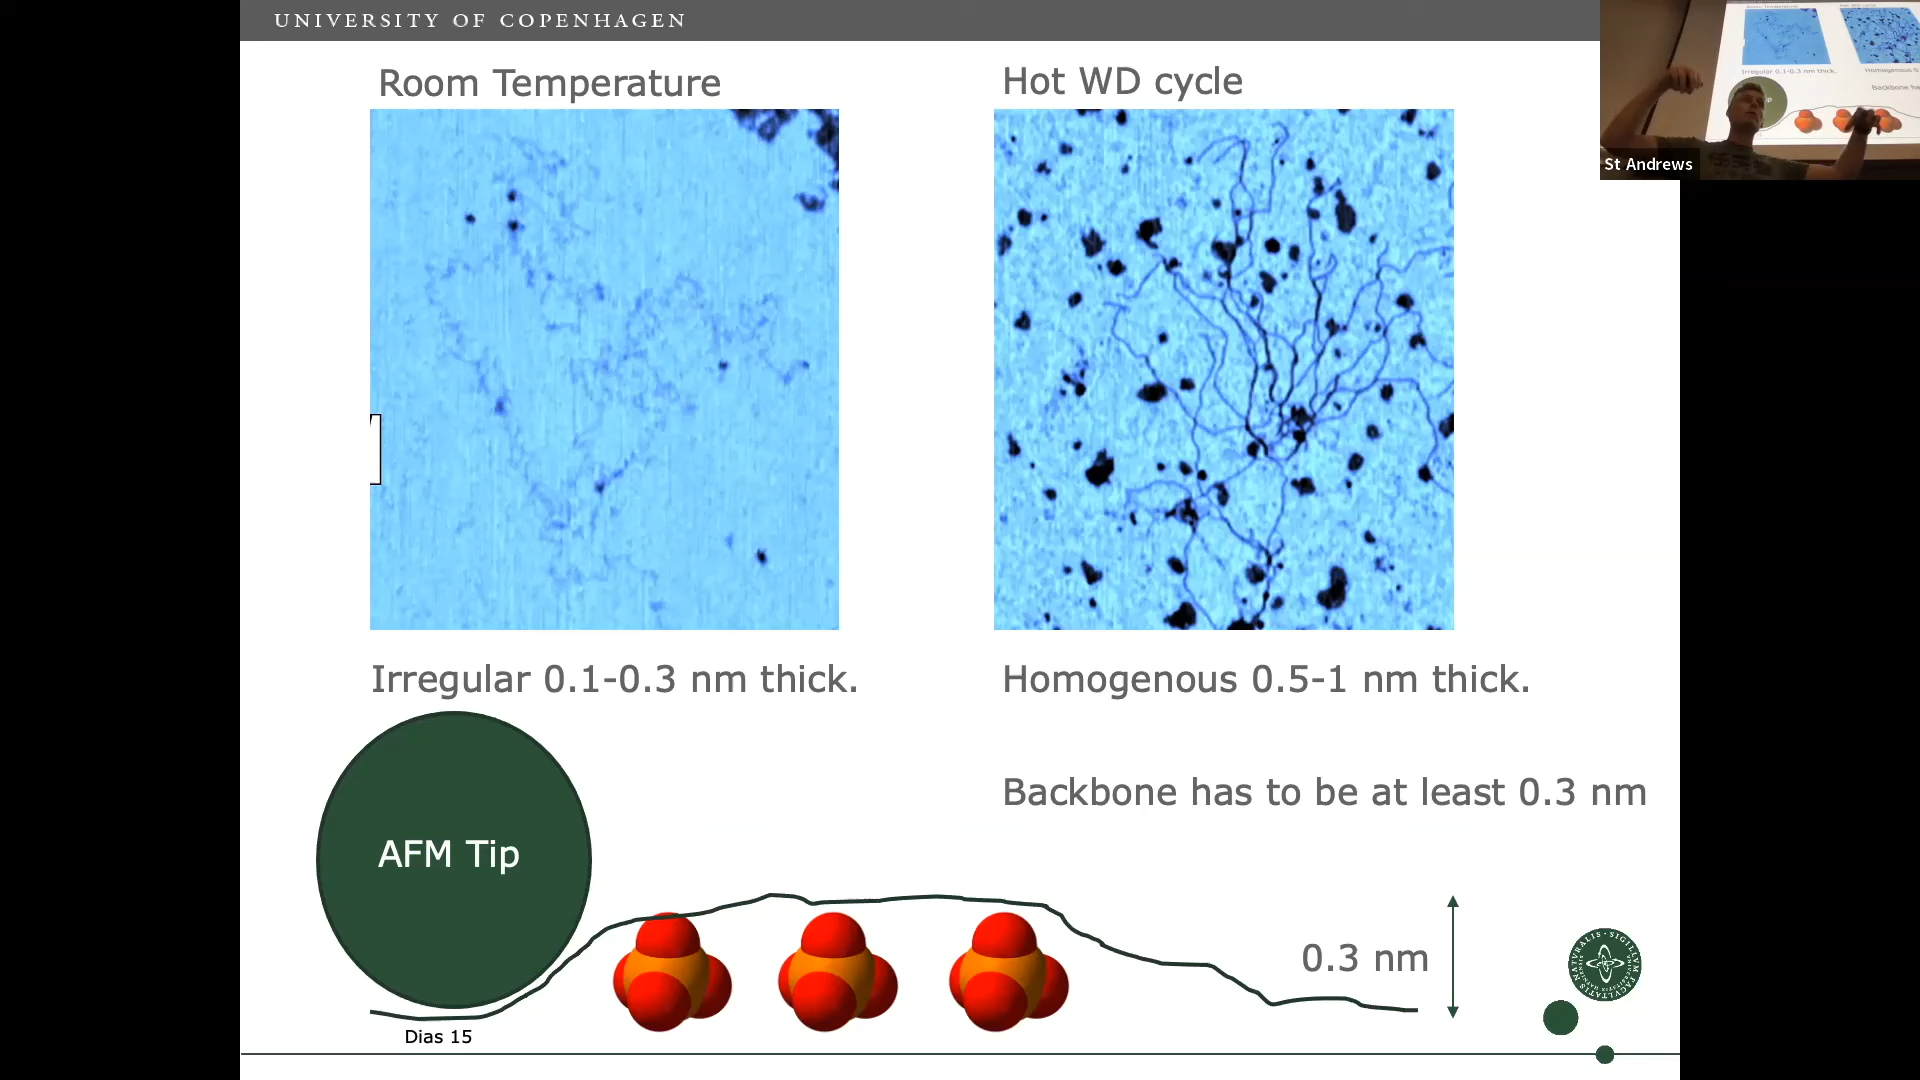 UNIVERSITY OF COPENHAGEN
Room Temperature
Hot WD cycle
St Andrews
Irregular 0.1-0.3 nm thick.
Homogenous 0.5-1 nm thick.
Backbone has to be at least 0.3 nm
AFM Tip
0.3 nm
Dias 15